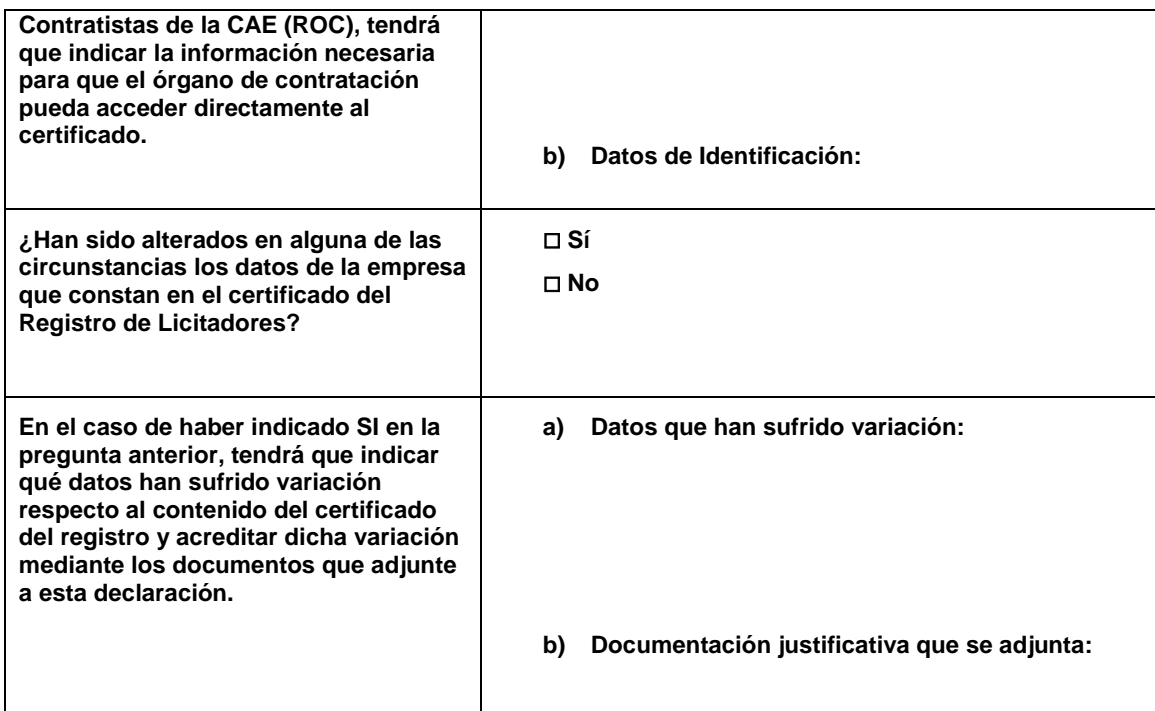 Contratistas de la CAE (ROC), tendrá
que indicar la información necesaria
para que el órgano de contratación
pueda acceder directamente al
certificado.
b) Datos de Identificación:
¿Han sido alterados en alguna de las
circunstancias los datos de la empresa
que constan en el certificado del
Registro de Licitadores?
☐ Sí
☐ No
En el caso de haber indicado SI en la
pregunta anterior, tendrá que indicar
qué datos han sufrido variación
respecto al contenido del certificado
del registro y acreditar dicha variación
mediante los documentos que adjunte
a esta declaración.
a) Datos que han sufrido variación:
b) Documentación justificativa que se adjunta: